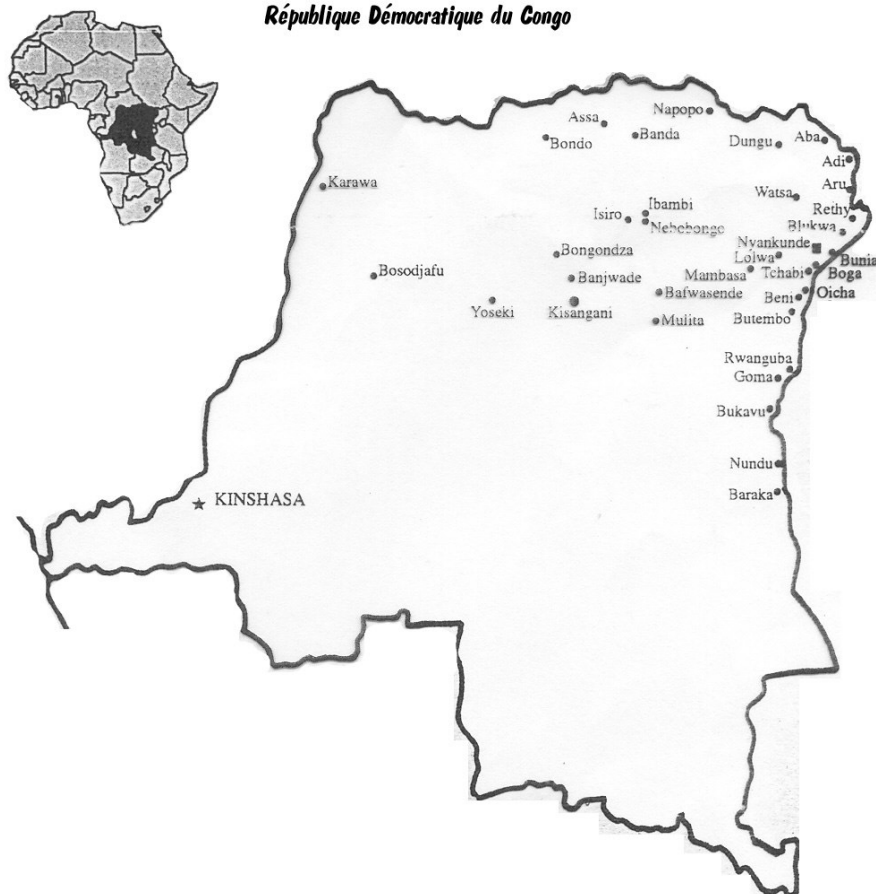 République Démocratique du Congo
Napopo
Assa
Banda
Bondo
Dungu
Aba
Adi
Karawa
Aru
Watsa
Ibambi
Rethy
Isiro
Nebobongo
Blukwa
Nyankunde
Bongondza
Lolwa
Bunia
Bosodjafu
Mambasa
Tchabi
Boga
Banjwade
Bafwasende
Oicha
Beni
Yoseki
Kisangani
Mulita
Butembo
Rwanguba
Goma
Bukavu
Nundu
Baraka
KINSHASA